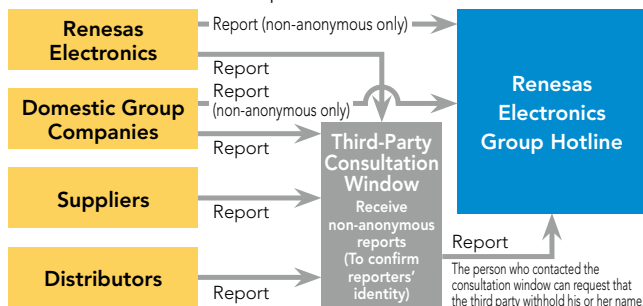 Renesas
Electronics
Report (non-anonymous only)
Report
Domestic Group
Companies
Report
(non-anonymous only)
Report
Suppliers
Report
Distributors
Report
Third-Party
Consultation
Window
Receive
non-anonymous
reports
(To confirm
reporters'
identity)
Renesas
Electronics
Group Hotline
Report
The person who contacted the
consultation window can request that
the third party withhold his or her name